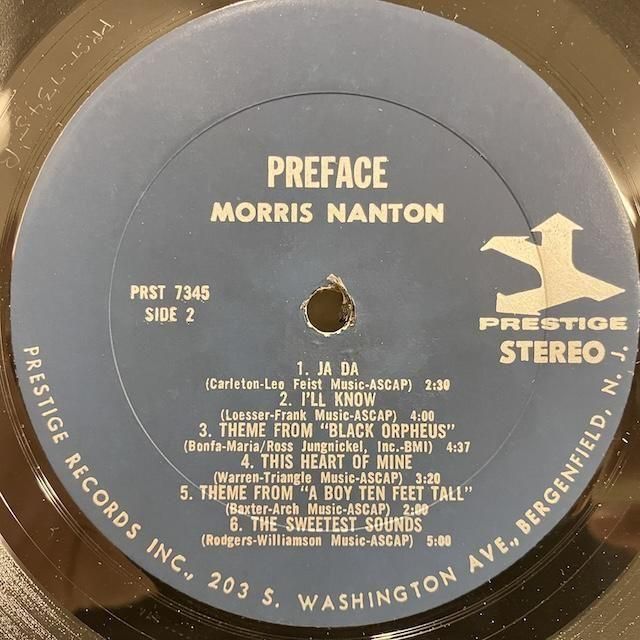 PREFACE
MORRIS NANTON
PRST 7345
SIDE 2
PRESTIGE
STEREO
1. JA DA
(Carleton-Leo Feist Music-ASCAP) 2:30
2. I'LL KNOW
(Loesser-Frank Music-ASCAP) 4:00
3. THEME FROM "BLACK ORPHEUS"
(Bonfa-Maria/Ross Jungnickel, Inc.-BMI) 4:37
4. THIS HEART OF MINE
(Warren-Triangle Music-ASCAP) 3:20
5. THEME FROM "A BOY TEN FEET TALL"
(Baxter-Arch Music-ASCAP) 2:00
6. THE SWEETEST SOUNDS
(Rodgers-Williamson Music-ASCAP) 5:00
PRESTIGE RECORDS INC., 203 S. WASHINGTON AVE., BERGENFIELD, N. J.